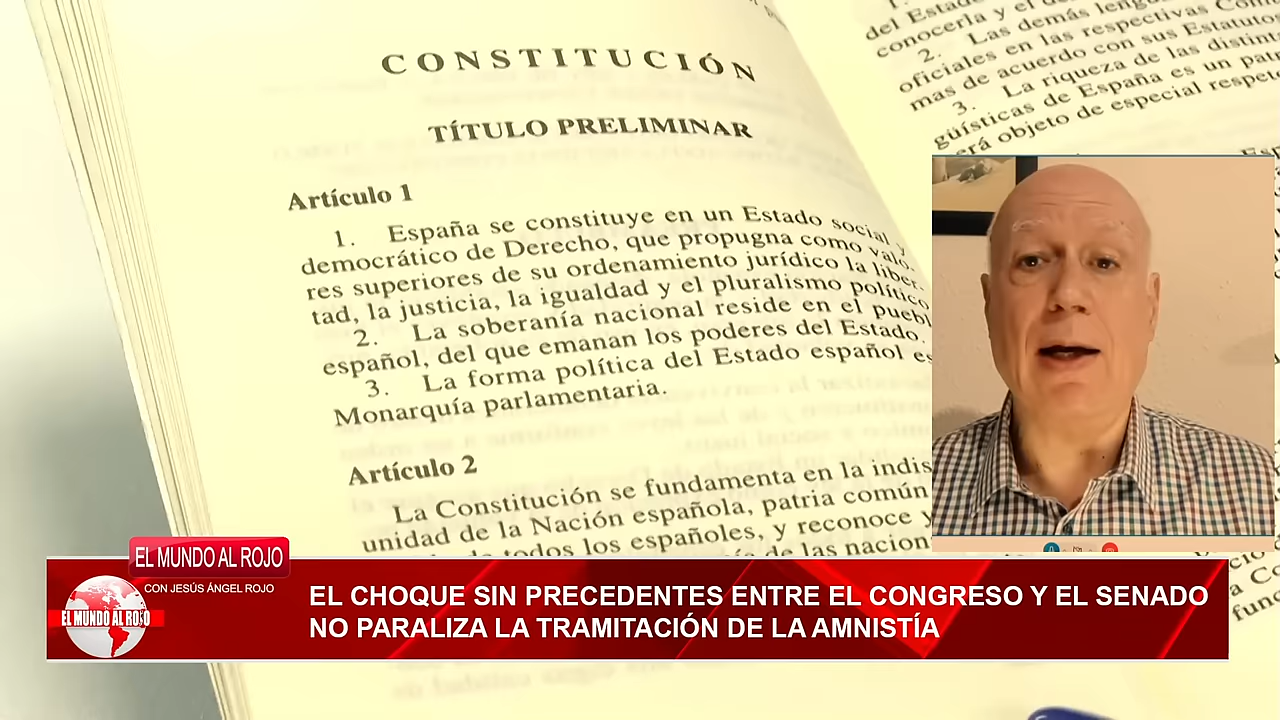 CONSTITUCIÓN
TÍTULO PRELIMINAR
Artículo 1
1. España se constituye en un Estado social y
democrático de Derecho, que propugna como valo-
res superiores de su ordenamiento jurídico la liber-
tad, la justicia, la igualdad y el pluralismo político
2. La soberanía nacional reside en el puebl
español, del que emanan los poderes del Estado.
3. La forma política del Estado español es
Monarquía parlamentaria.
Artículo 2
La Constitución se fundamenta en la indis
unidad de la Nación española, patria común
todos los españoles, y reconoce y
de las nacion
del Estado
conocerla y el de
2. Las demás leng
oficiales en las respectivas Com
mas de acuerdo con sus Estatutos
3. La riqueza de las distint
güísticas de España es un patr
erá objeto de especial respet
EL MUNDO AL ROJO
CON JESÚS ÁNGEL ROJO
EL MUNDO AL ROJO
EL CHOQUE SIN PRECEDENTES ENTRE EL CONGRESO Y EL SENADO
NO PARALIZA LA TRAMITACIÓN DE LA AMNISTÍA